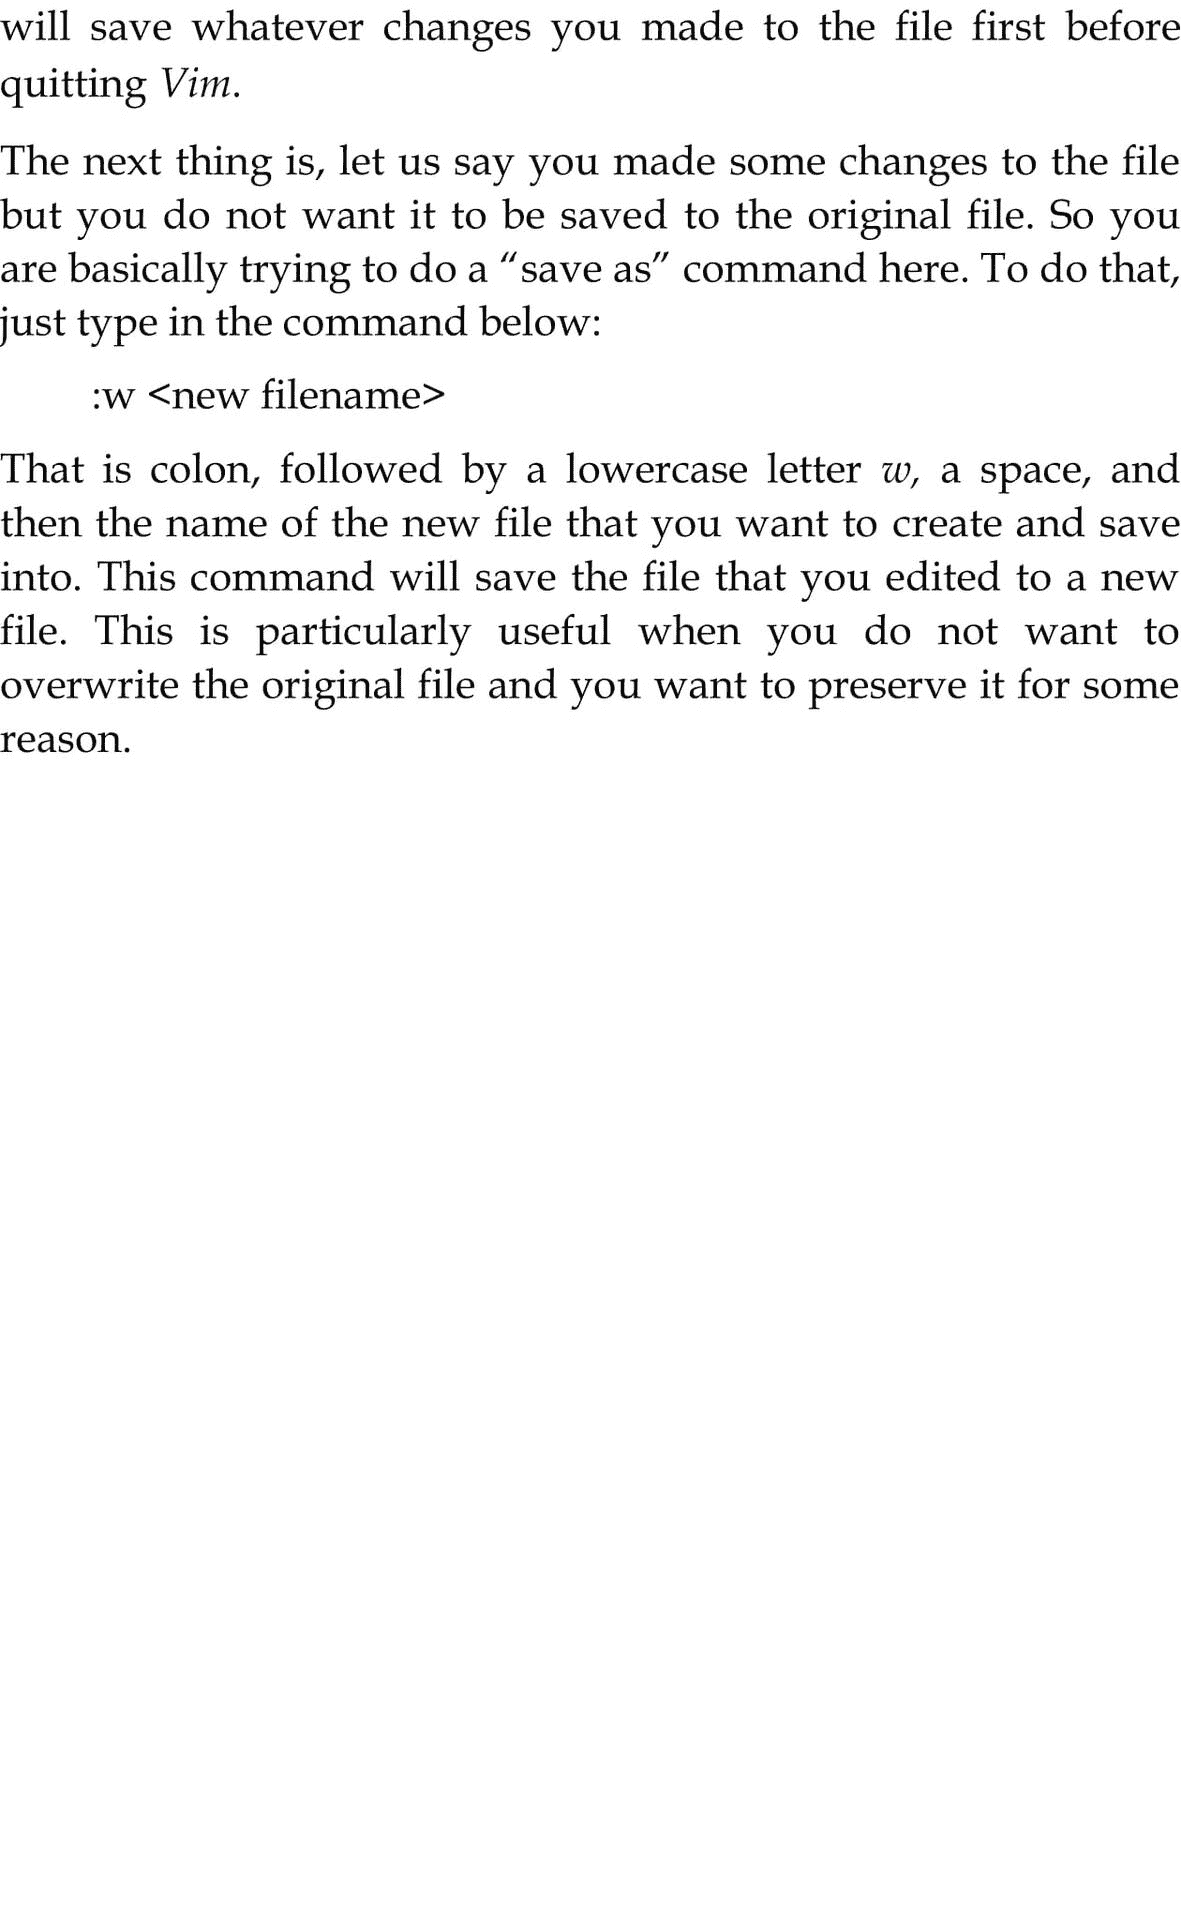 will save whatever changes you made to the file first before
quitting Vim.
The next thing is, let us say you made some changes to the file
but you do not want it to be saved to the original file. So you
are basically trying to do a “save as” command here. To do that,
just type in the command below:
:w <new filename>
That is colon, followed by a lowercase letter w, a space, and
then the name of the new file that you want to create and save
into. This command will save the file that you edited to a new
file. This is particularly useful when you do not want to
overwrite the original file and you want to preserve it for some
reason.